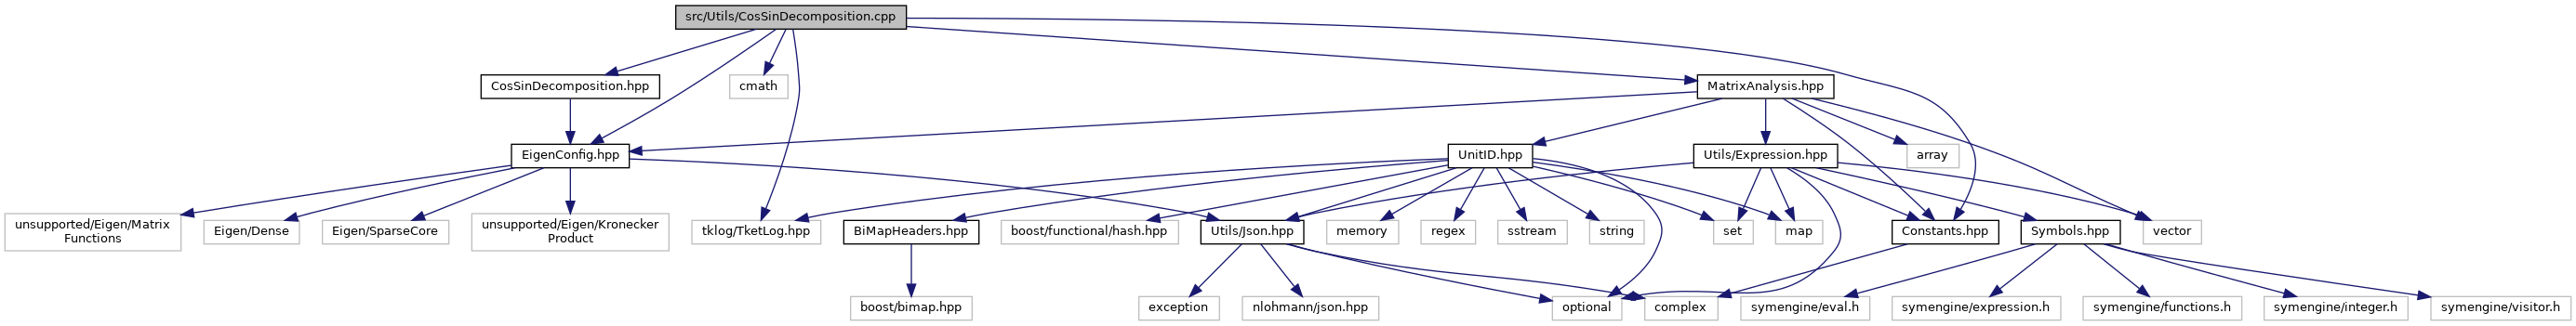 src/Utils/CosSinDecomposition.cpp
CosSinDecomposition.hpp
cmath
MatrixAnalysis.hpp
EigenConfig.hpp
UnitID.hpp
Utils/Expression.hpp
array
unsupported/Eigen/Matrix
Functions
Eigen/Dense
Eigen/SparseCore
unsupported/Eigen/Kronecker
Product
tklog/TketLog.hpp
BiMapHeaders.hpp
boost/functional/hash.hpp
Utils/Json.hpp
memory
regex
sstream
string
set
map
Constants.hpp
Symbols.hpp
vector
boost/bimap.hpp
exception
nlohmann/json.hpp
optional
complex
symengine/eval.h
symengine/expression.h
symengine/functions.h
symengine/integer.h
symengine/visitor.h